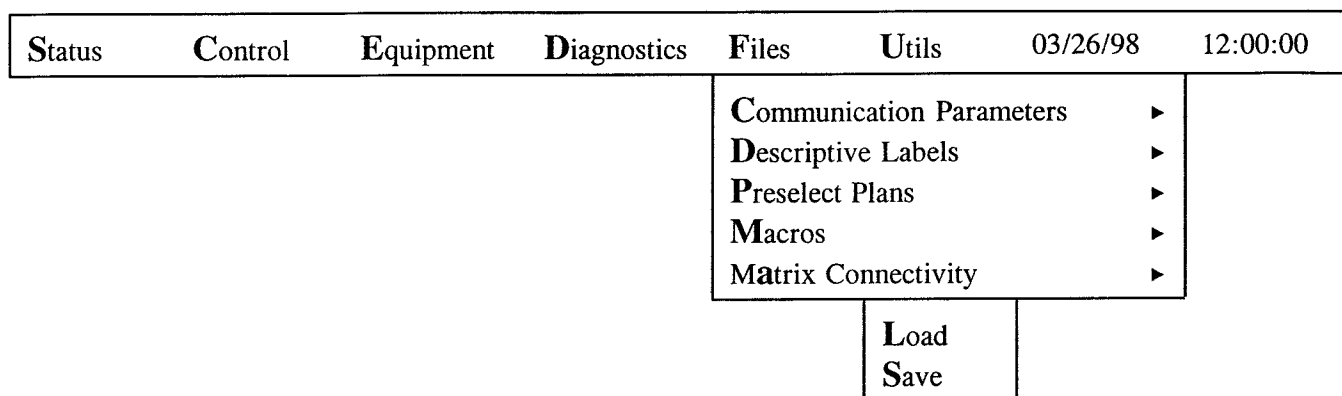 Status Control Equipment Diagnostics Files Utils 03/26/98 12:00:00
Communication Parameters ►
Descriptive Labels ►
Preselect Plans ►
Macros ►
Matrix Connectivity ►
Load
Save